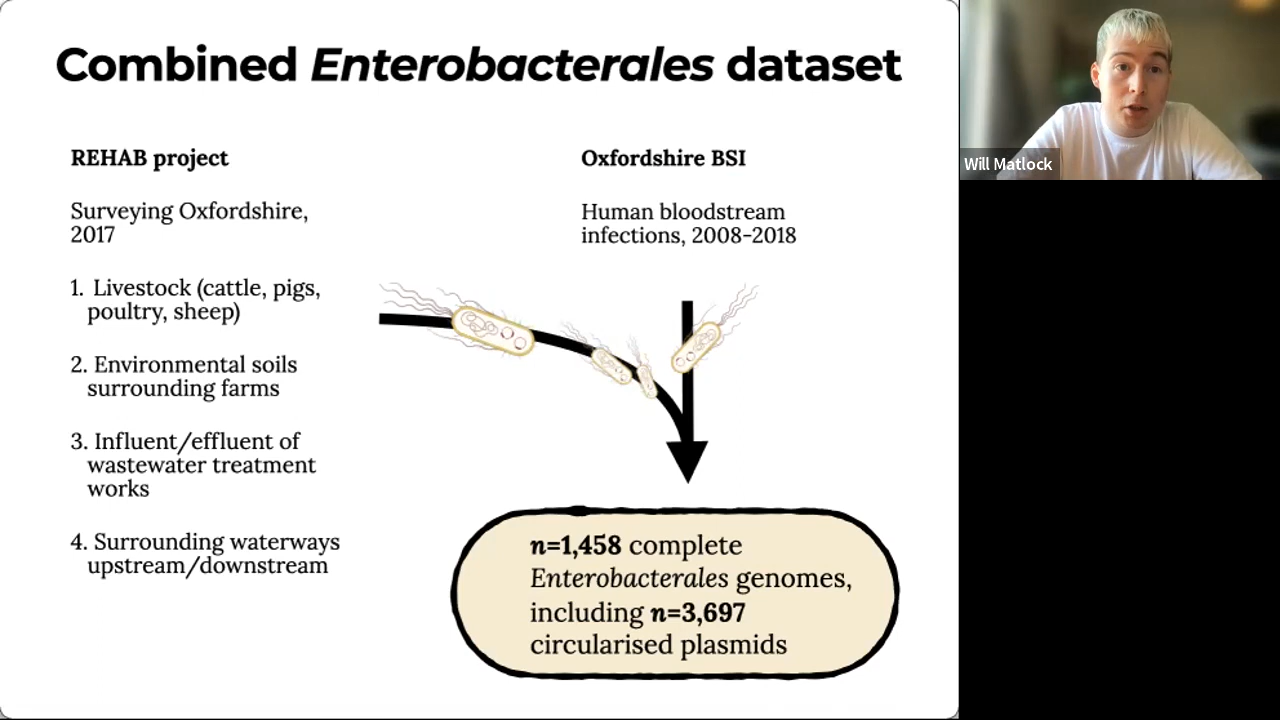 Combined Enterobacterales dataset
REHAB project
Surveying Oxfordshire,
2017
1. Livestock (cattle, pigs,
poultry, sheep)
2. Environmental soils
surrounding farms
3. Influent/effluent of
wastewater treatment
works
4. Surrounding waterways
upstream/downstream
Oxfordshire BSI
Human bloodstream
infections, 2008-2018
n=1,458 complete
Enterobacterales genomes,
including n=3,697
circularised plasmids
Will Matlock